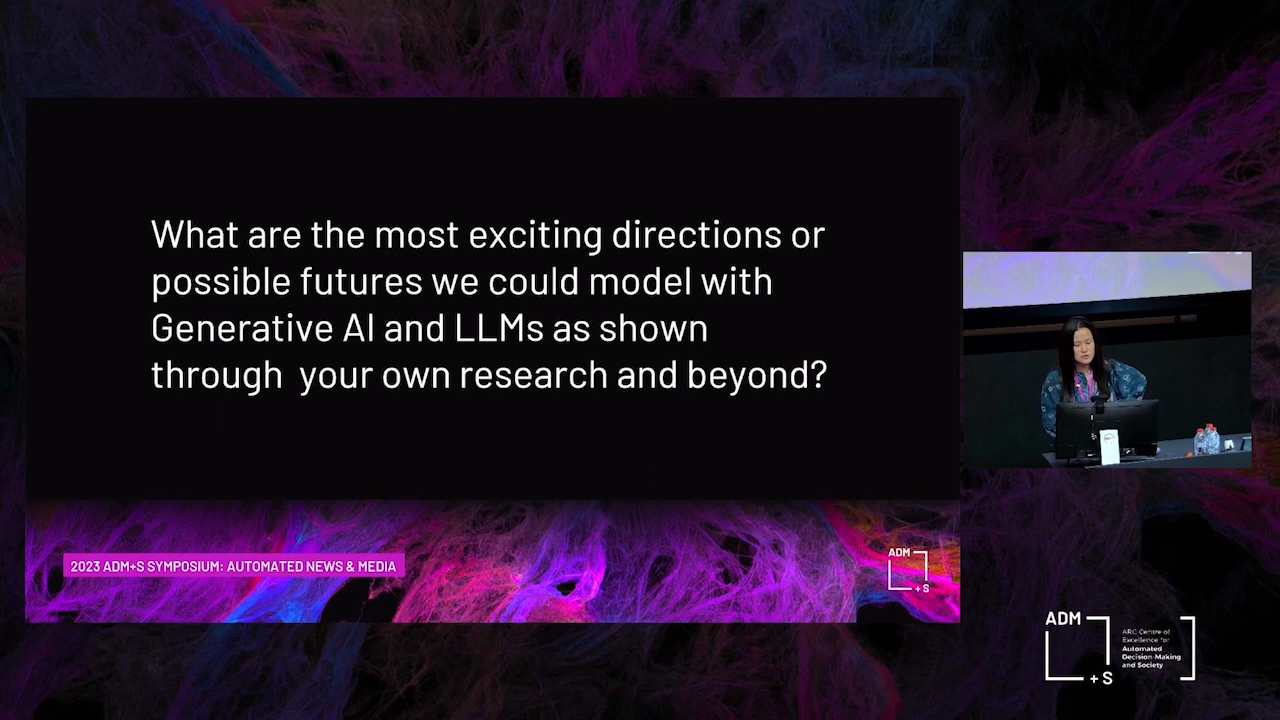 What are the most exciting directions or
possible futures we could model with
Generative AI and LLMs as shown
through  your own research and beyond?
2023 ADM+S SYMPOSIUM: AUTOMATED NEWS & MEDIA
ADM
+ S
ADM
+ S
ARC Centre of
Excellence for
Automated
Decision-Making
and Society